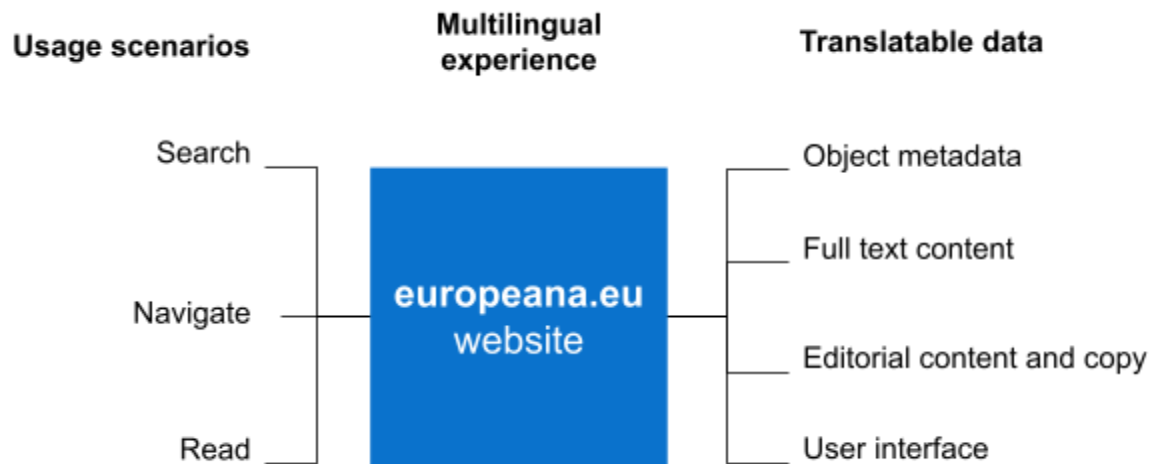 Usage scenarios
Multilingual
experience
Translatable data
Search
Navigate
Read
europeana.eu
website
Object metadata
Full text content
Editorial content and copy
User interface